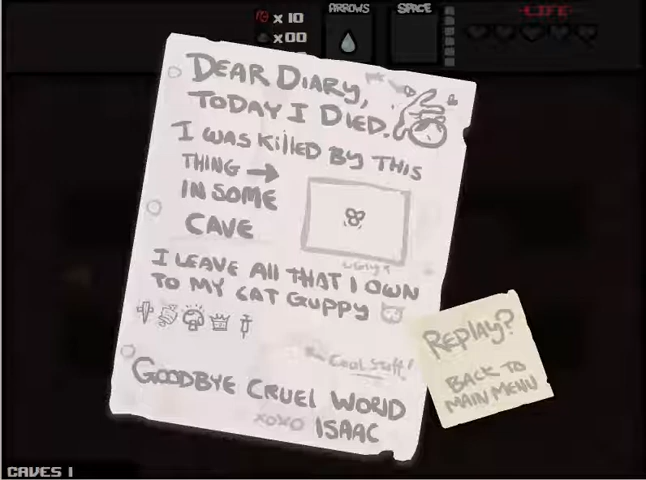 x 10
x 00
ARROWS
SPACE
LIFE
DEAR DIARY,
TODAY I DIED.
I WAS KILLED BY THIS
THING →
IN SOME
CAVE
I LEAVE ALL THAT I OWN
TO MY CAT GUPPY
COOL STUFF!
GOODBYE CRUEL WORLD
XOXO ISAAC
REPLAY?
BACK TO
MAIN MENU
CAVES I